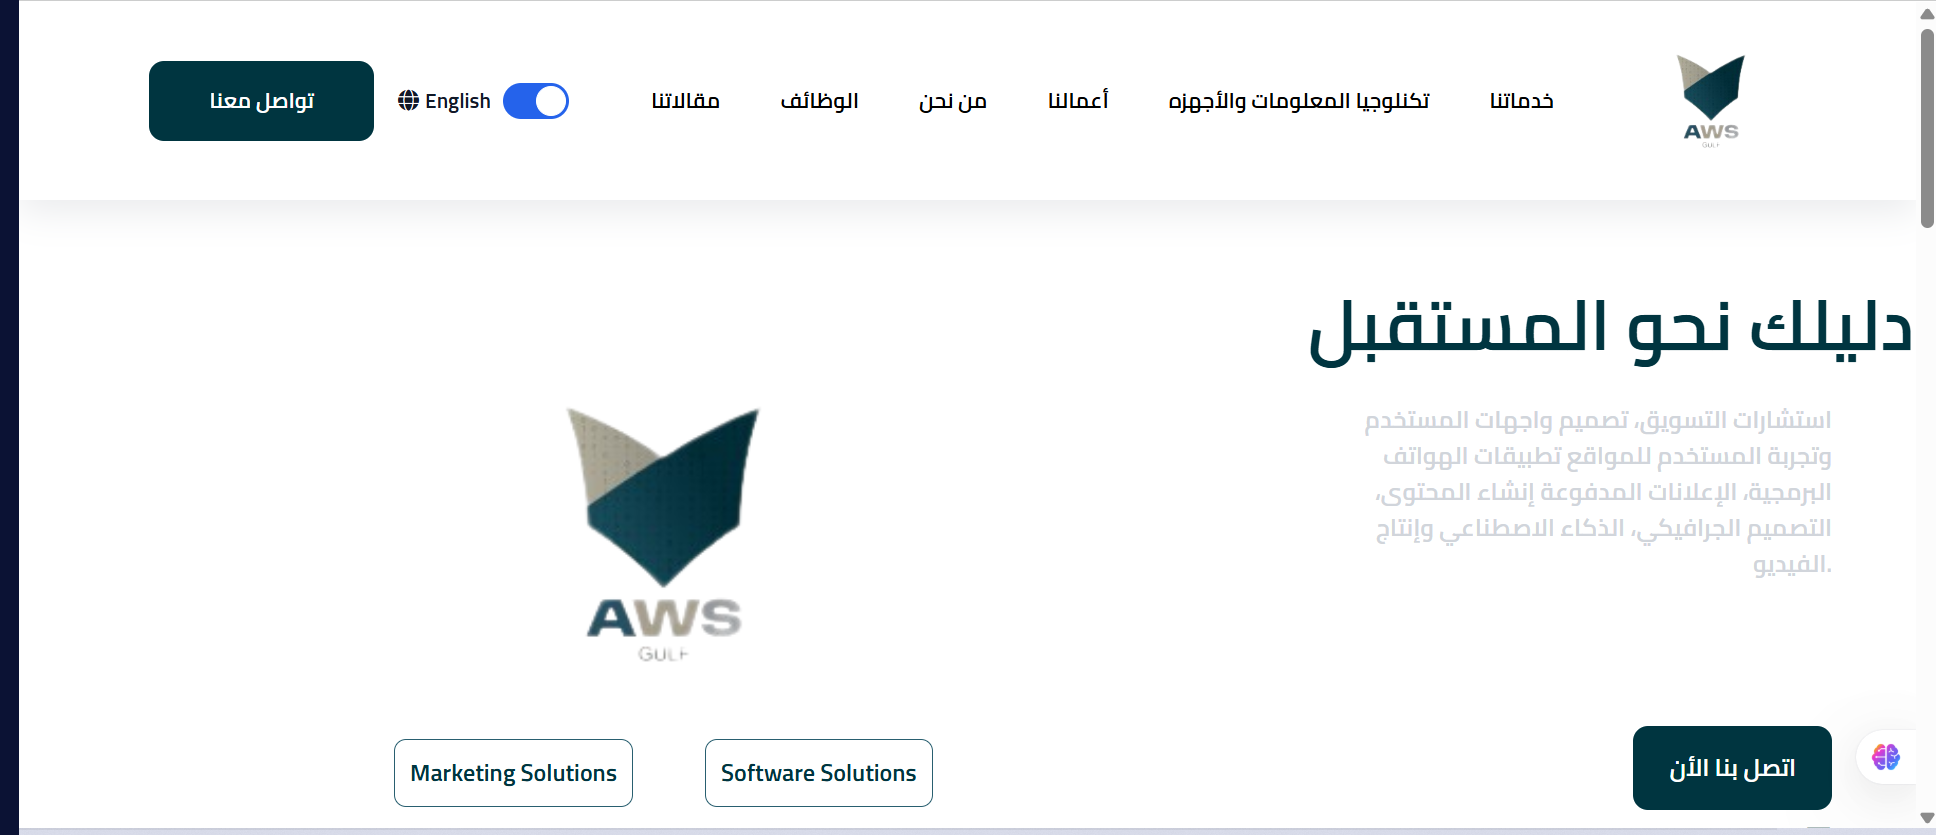 AWS
GULF
خدماتنا
تكنلوجيا المعلومات والأجهزه
أعمالنا
من نحن
الوظائف
مقالاتنا
English
تواصل معنا
دليلك نحو المستقبل
استشارات التسويق، تصميم واجهات المستخدم
وتجربة المستخدم للمواقع تطبيقات الهواتف
البرمجية، الإعلانات المدفوعة إنشاء المحتوى،
التصميم الجرافيكي، الذكاء الاصطناعي وإنتاج
.الفيديو
اتصل بنا الأن
AWS
GULF
Software Solutions
Marketing Solutions